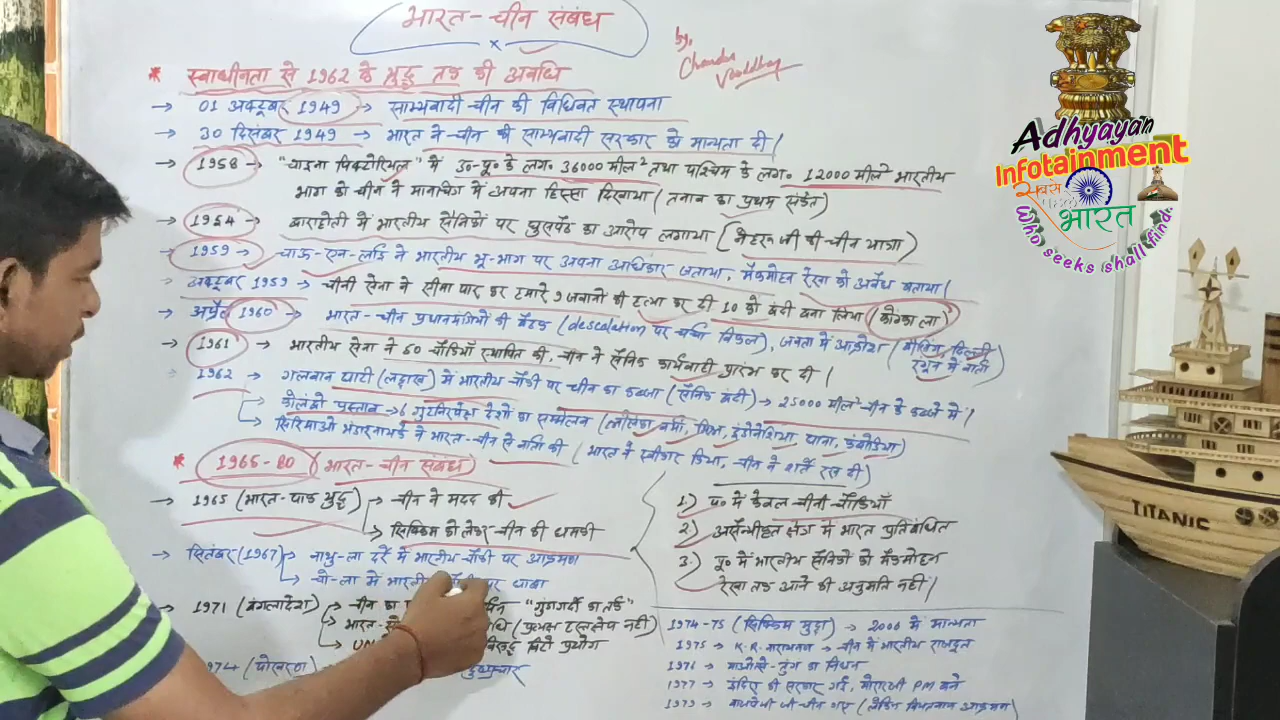 भारत - चीन संबंध
by.
Chandra
* स्वाधीनता से 1962 के युद्ध तक की अवधि
→ 01 अक्टूबर 1949 → साम्यवादी चीन की विधिवत स्थापना
→ 30 दिसंबर 1949 → भारत ने चीन की साम्यवादी सरकार को मान्यता दी।
→ 1958 → "चाइना पिक्टोरियल" में उ०-पू० के लग० 36000 मील² तथा पश्चिम के लग० 12000 मील² भारतीय
भाग को चीन ने मानचित्र में अपना हिस्सा दिखाया (तनाव का प्रथम संकेत)
→ 1954 → बाराहोती में भारतीय सैनिकों पर घुसपैठ का आरोप लगाया (नेहरू जी की चीन यात्रा)
→ 1959 → चाऊ-एन-लाई ने भारतीय भू-भाग पर अपना अधिकार जताया, मैकमोहन रेखा को अवैध बताया।
→ अक्टूबर 1959 → चीनी सेना ने सीमा पार कर हमारे 9 जवानों की हत्या कर दी 10 को बंदी बना लिया (कोंगका ला)
→ अप्रैल 1960 → भारत-चीन प्रधानमंत्रियों की बैठक (descalation पर चर्चा विफल), जनता में आक्रोश (बीजिंग, दिल्ली
रंगून में वार्ता)
→ 1961 → भारतीय सेना ने 60 चौंकियाँ स्थापित की, चीन ने सैनिक कार्यवादी प्रारंभ कर दी।
→ 1962 → गलवान घाटी (लद्दाख) में भारतीय चौंकी पर चीन का कब्जा (सैनिक बंदी) → 25000 मील² चीन के कब्जे में।
कोलंबो प्रस्ताव → 6 गुटनिरपेक्ष देशों का सम्मेलन (श्रीलंका, बर्मा, मिश्र, इंडोनेशिया, घाना, कंबोडिया)
सिरिमाओ भंडारनायके ने भारत-चीन से वार्ता की (भारत ने स्वीकार किया, चीन ने शर्तें रख दी)
* 1965-80 (भारत-चीन संबंध)
→ 1965 (भारत-पाक युद्ध) → चीन ने मदद की
→ सिक्किम को लेकर चीन की धमकी
→ सितंबर (1967) → नाथु-ला दर्रे में भारतीय चौंकी पर आक्रमण
→ चो-ला में पर धावा
→ 1971 (बंगलादेश) → चीन का "गुंडागर्दी का तर्क"
→ (प्रत्यक्ष हस्तक्षेप नहीं)
→ विरुद्ध वीटो प्रयोग
1974 (पोखरण) दुष्प्रचार
1) पू० में केवल चीनी चौंकियाँ
2) असैन्यीकृत क्षेत्र में भारत प्रतिबंधित
3.) पू० में भारतीय सैनिकों को मैकमोहन
रेखा तक आने की अनुमति नहीं।
1974-75 (सिक्किम मुद्दा) → 2006 में मान्यता
1975 → K.R. नारायणन → चीन में भारतीय राजदूत
1976 → माओत्से-तुंग का निधन
1977 → इंदिरा की सरकार गई, मोरारजी PM बने
1979 → वाजपेयी जी चीन गए (लेकिन वियतनाम आक्रमण)
Adhyayan
Infotainment
सबसे
पहले
भारत
Who seeks shall find.
TITANIC